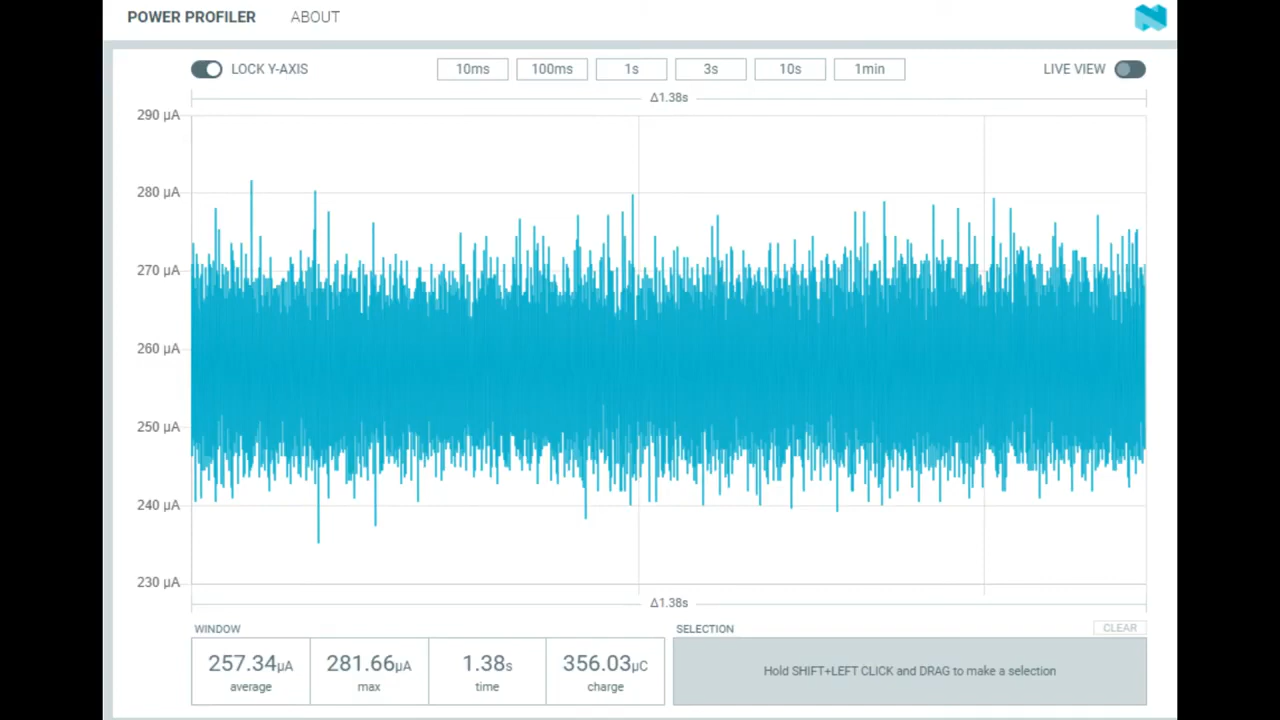 POWER PROFILER ABOUT
LOCK Y-AXIS 10ms 100ms 1s 3s 10s 1min LIVE VIEW
Δ1.38s
290 µA
280 µA
270 µA
260 µA
250 µA
240 µA
230 µA
Δ1.38s
WINDOW SELECTION CLEAR
257.34µA 281.66µA 1.38s 356.03µC
average max time charge
Hold SHIFT+LEFT CLICK and DRAG to make a selection